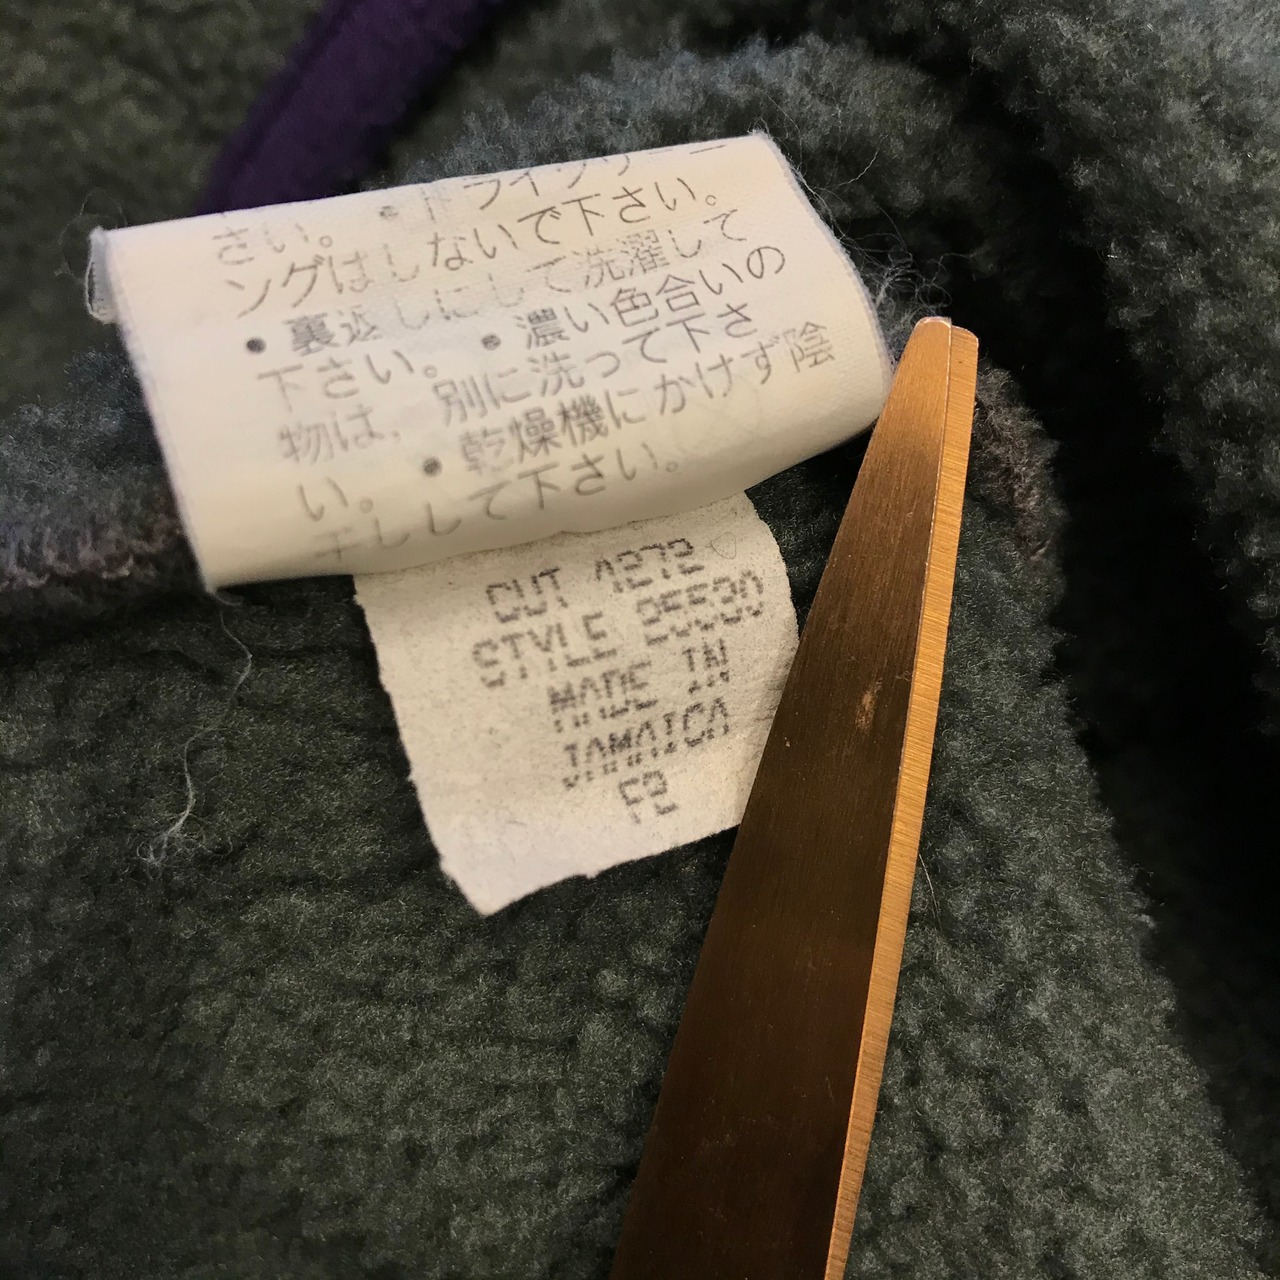 さい。 • ドライクリーニ
ングはしないで下さい。
• 裏返しにして洗濯して
下さい。 • 濃い色合いの
物は、別に洗って下さ
い。 • 乾燥機にかけず陰
干しして下さい。
CUT A272
STYLE 25530
MADE IN
JAMAICA
F2